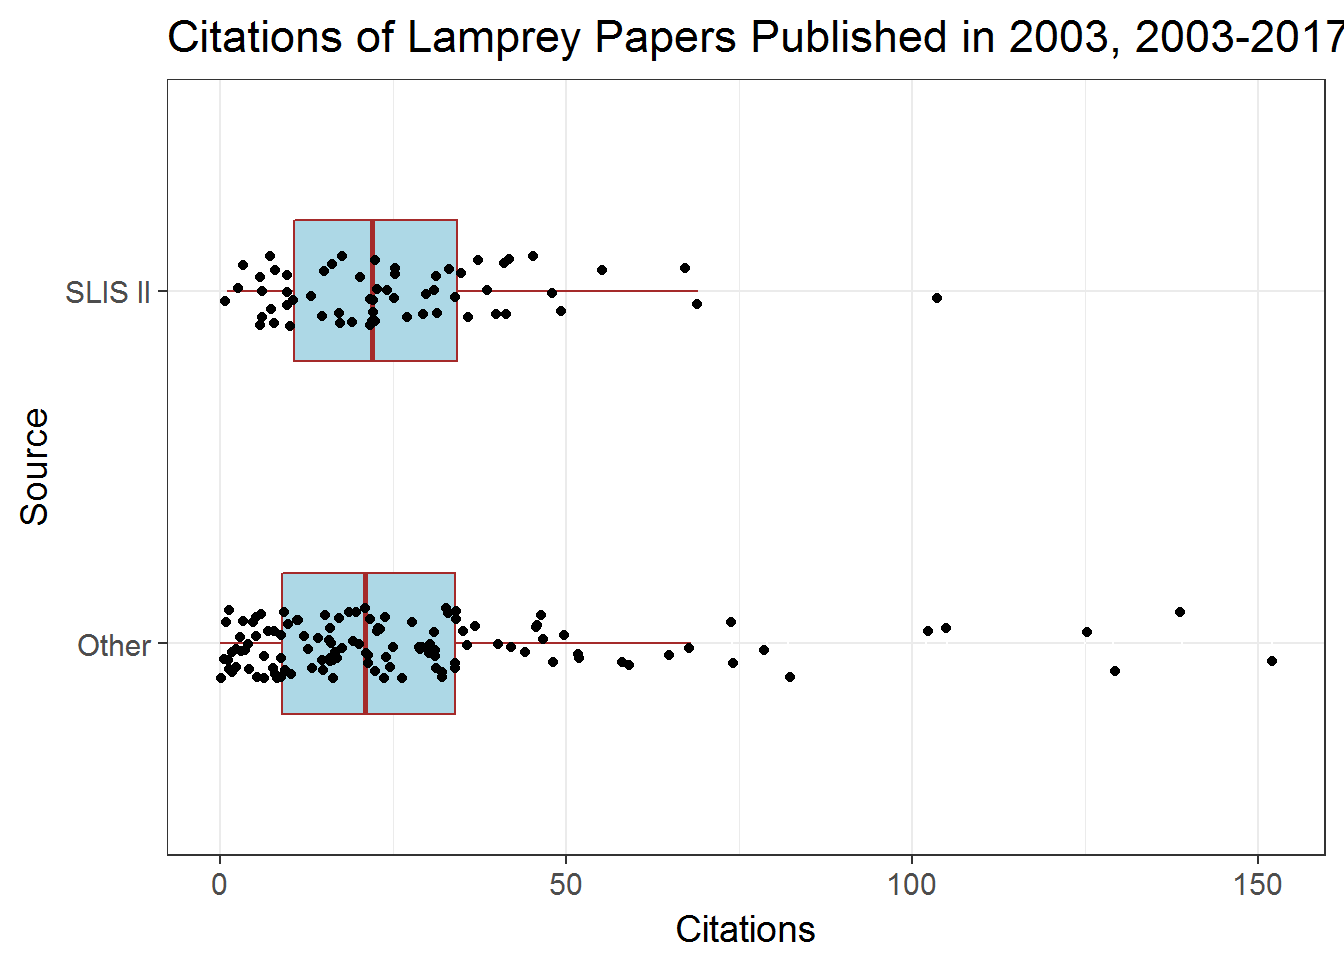 Citations of Lamprey Papers Published in 2003, 2003-2017
SLIS II
Source
Other
0 50 100 150
Citations